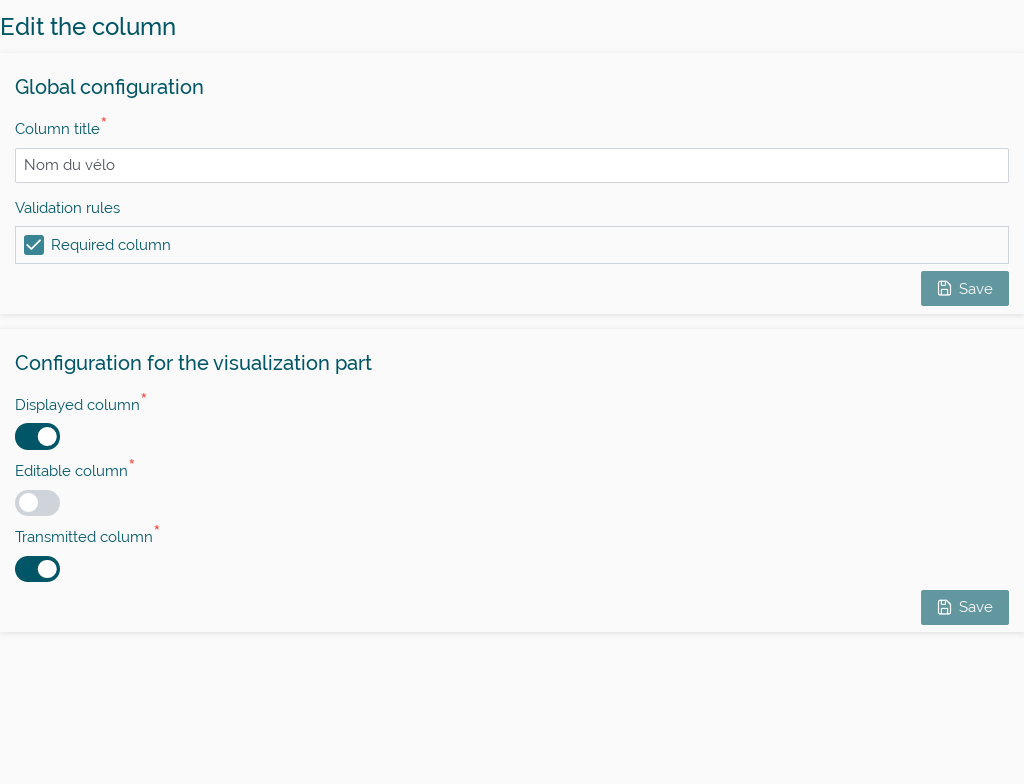 Edit the column
Global configuration
Column title*
Nom du vélo
Validation rules
Required column
Save
Configuration for the visualization part
Displayed column*
Editable column*
Transmitted column*
Save